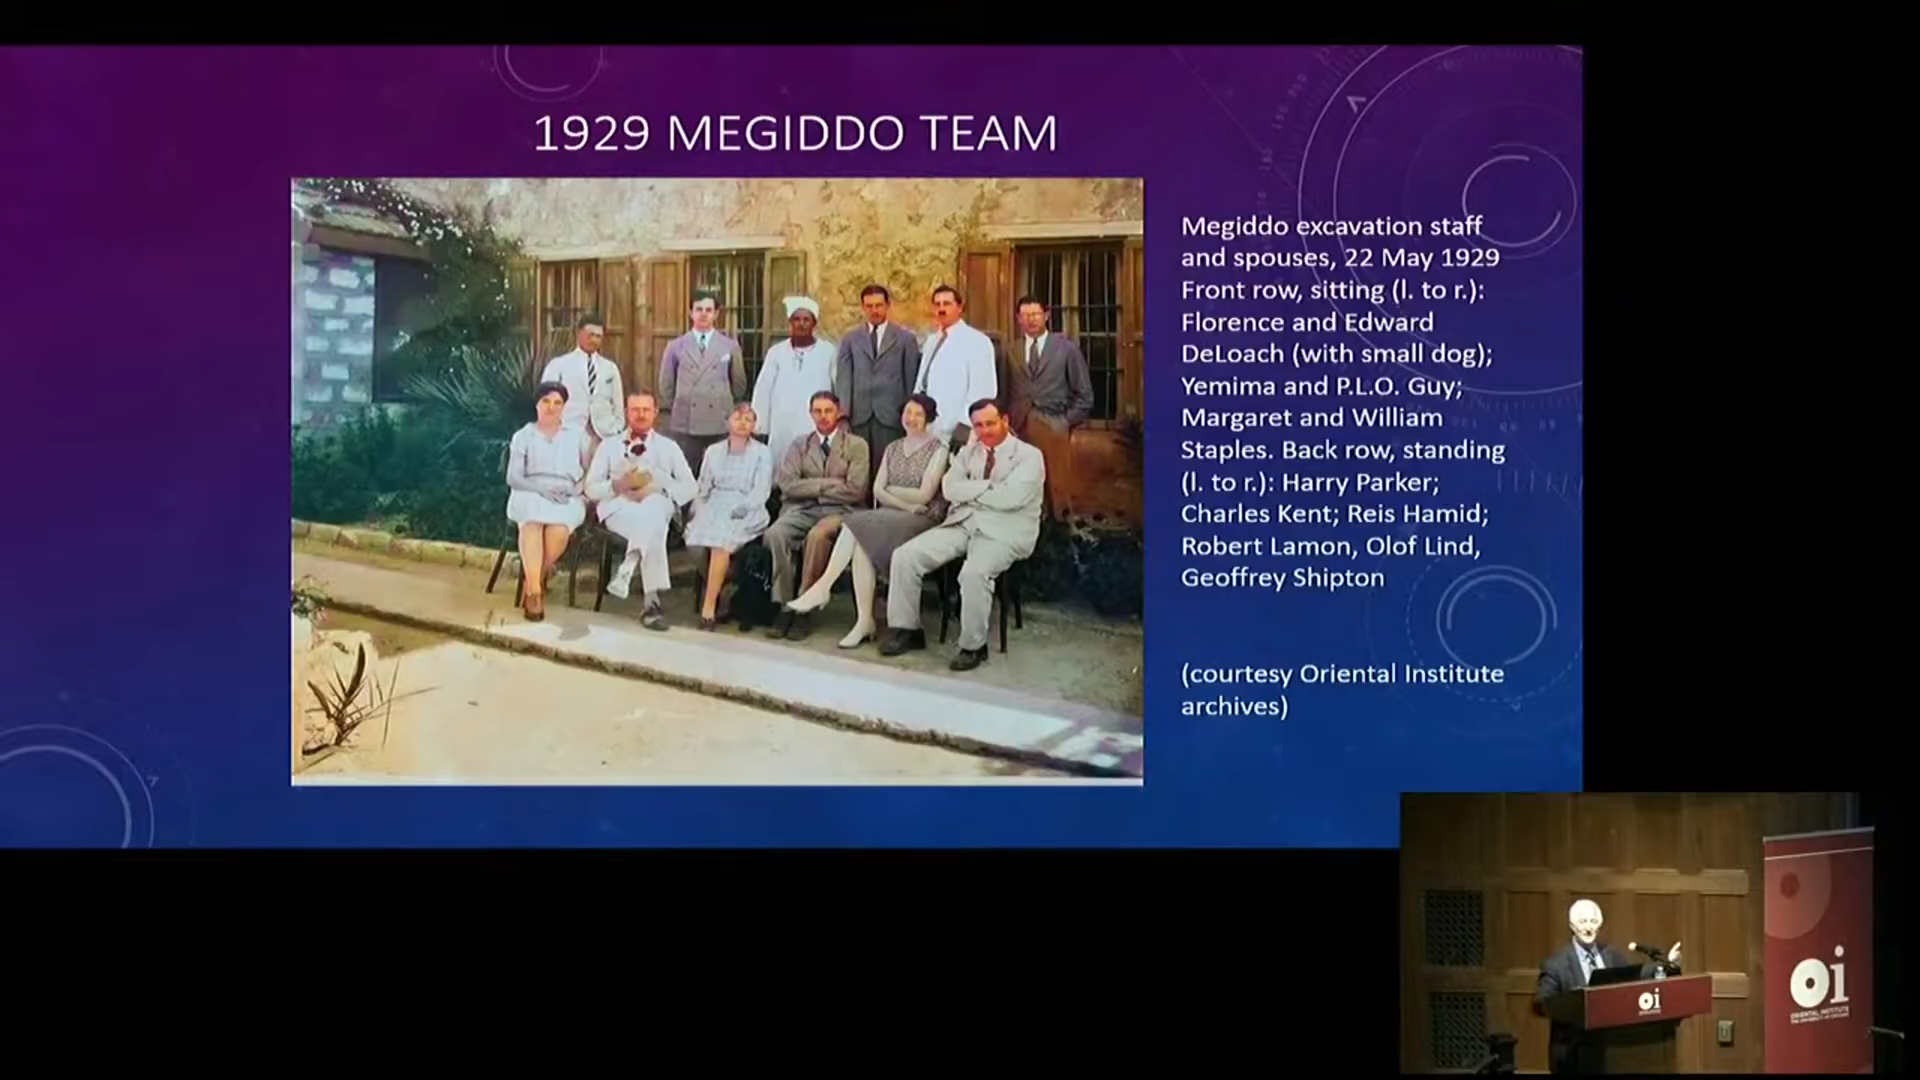 1929 MEGIDDO TEAM
Megiddo excavation staff
and spouses, 22 May 1929
Front row, sitting (l. to r.):
Florence and Edward
DeLoach (with small dog);
Yemima and P.L.O. Guy;
Margaret and William
Staples. Back row, standing
(l. to r.): Harry Parker;
Charles Kent; Reis Hamid;
Robert Lamon, Olof Lind,
Geoffrey Shipton
(courtesy Oriental Institute
archives)
oi
oi
ORIENTAL INSTITUTE